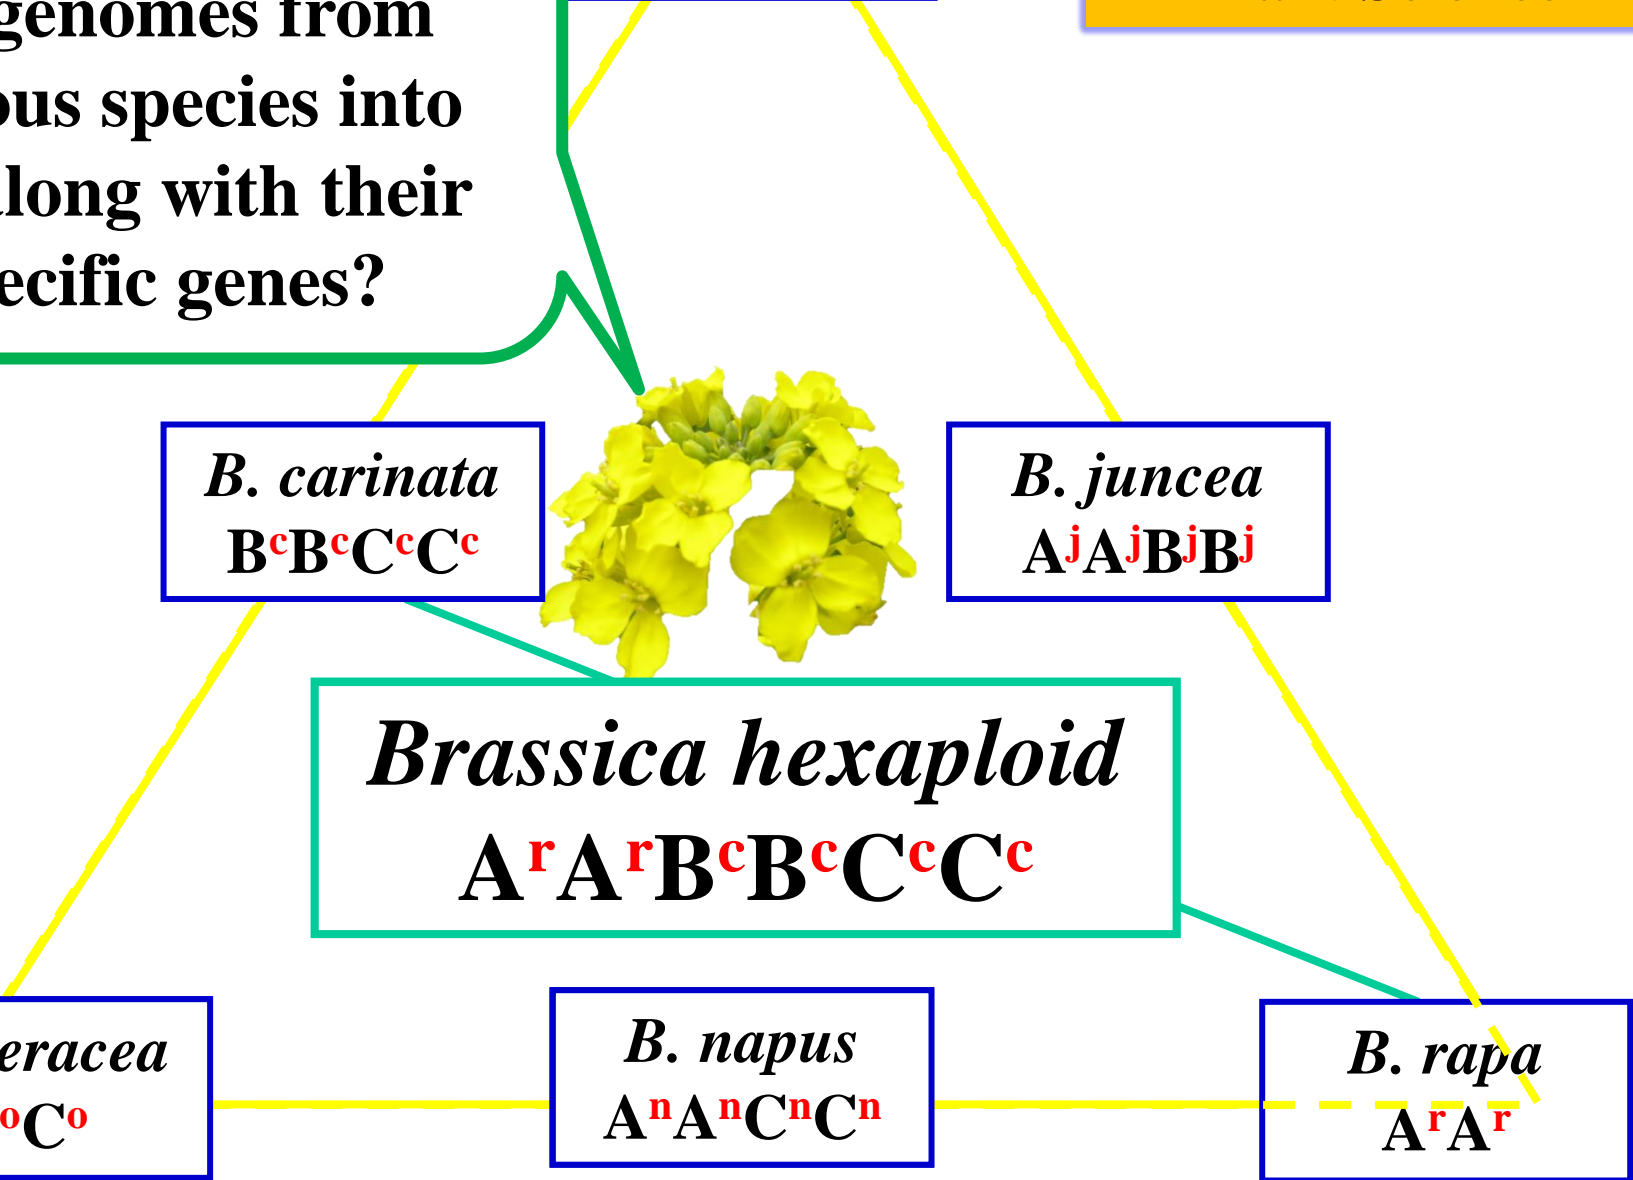 genomes from
ous species into
along with their
ecific genes?
B. carinata
BᶜBᶜCᶜCᶜ
B. juncea
AʲAʲBʲBʲ
Brassica hexaploid
AʳAʳBᶜBᶜCᶜCᶜ
eracea
ᵒCᵒ
B. napus
AⁿAⁿCⁿCⁿ
B. rapa
AʳAʳ